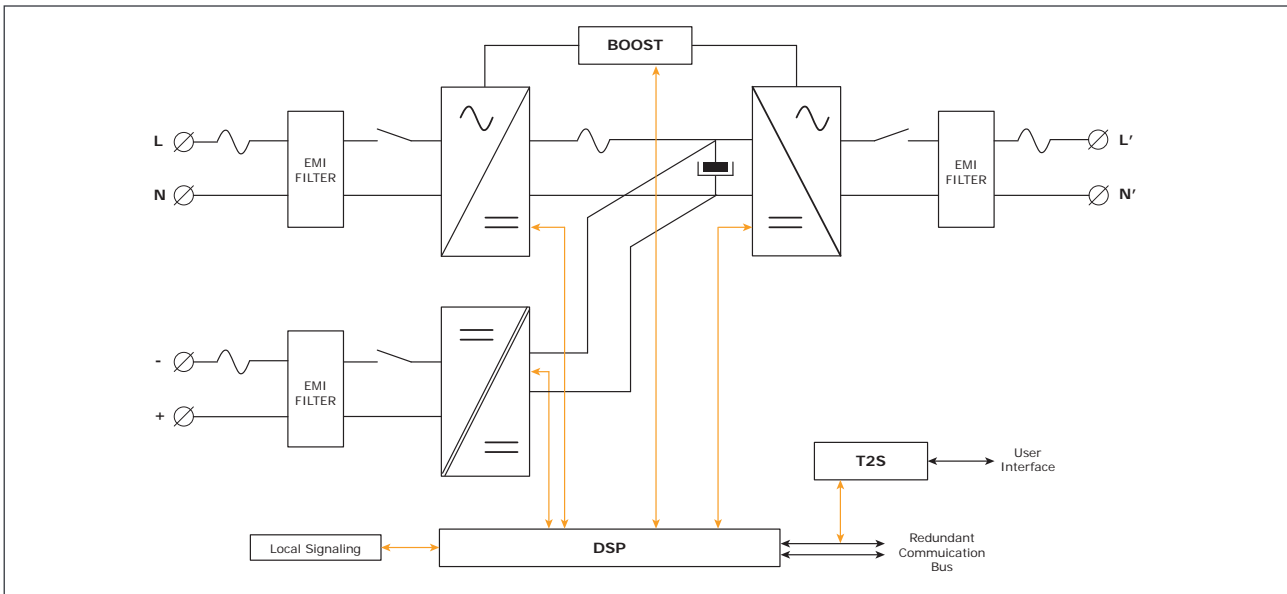 BOOST
L
EMI
FILTER
N
EMI
FILTER
L'
N'
-
EMI
FILTER
+
T2S
User
Interface
Local Signaling
DSP
Redundant
Commuication
Bus